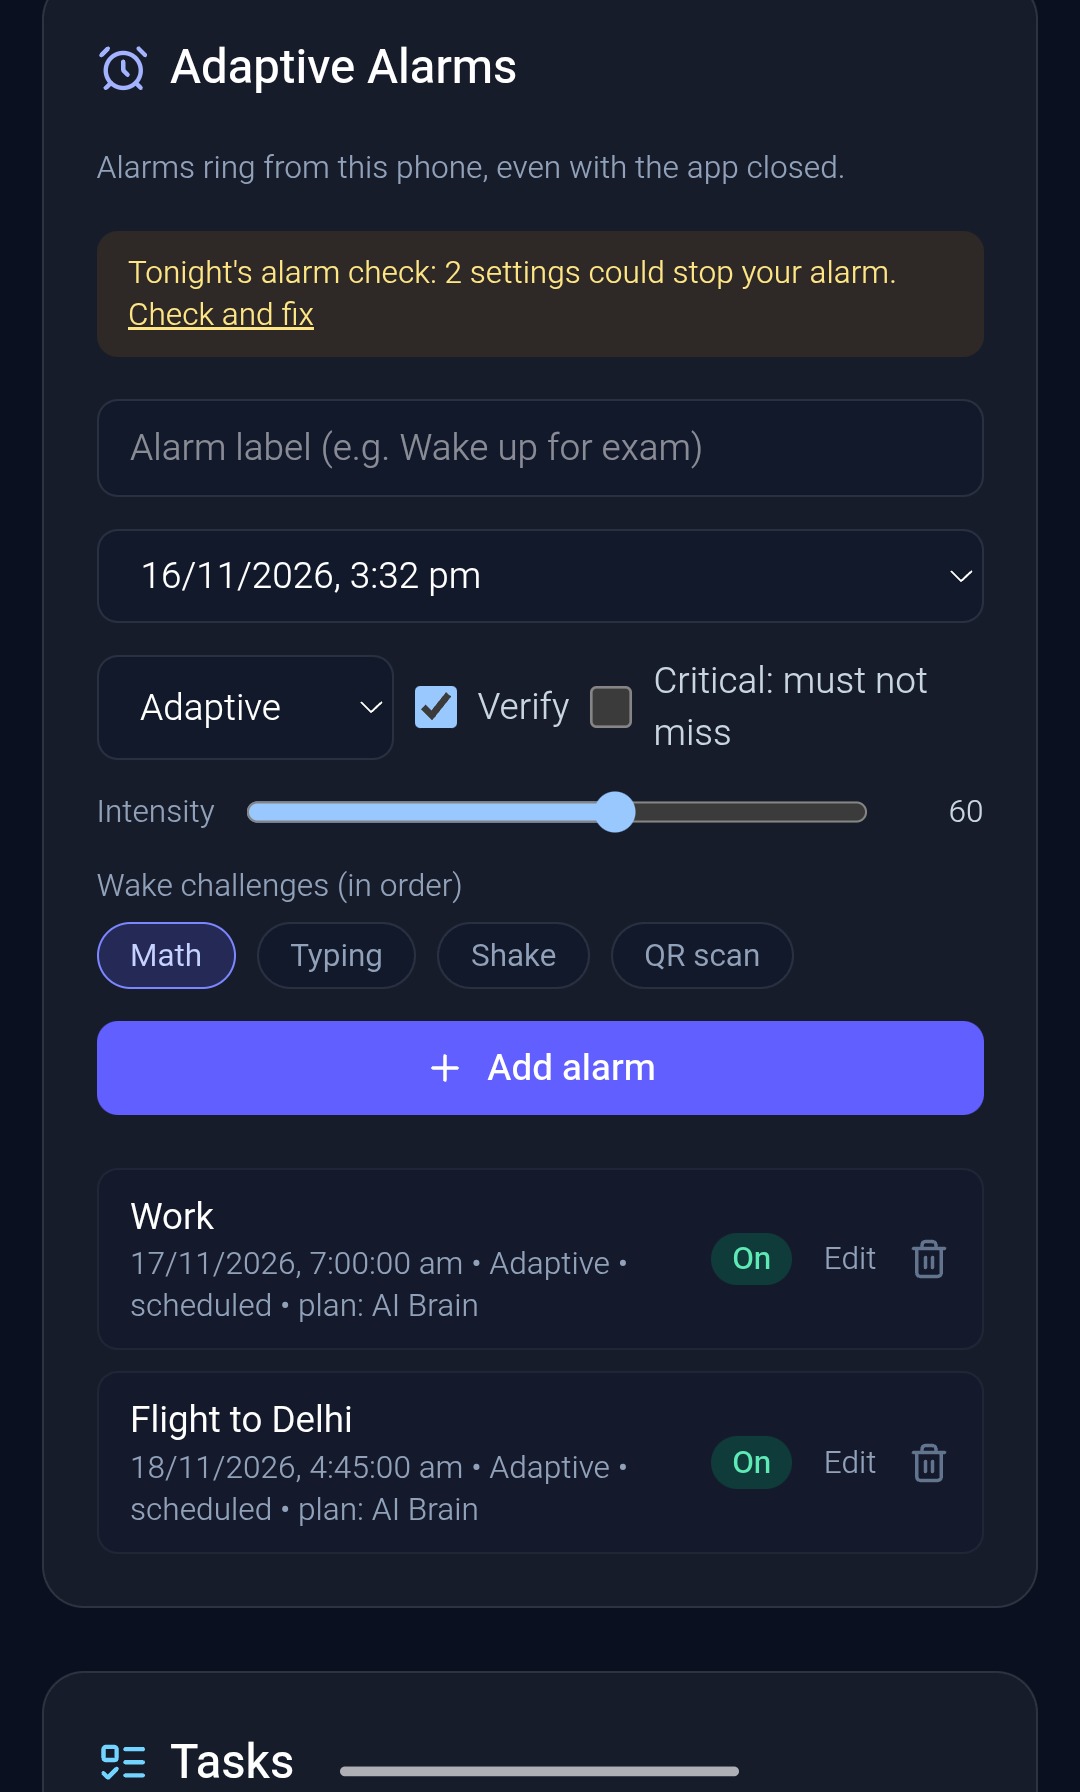 Adaptive Alarms
Alarms ring from this phone, even with the app closed.
Tonight's alarm check: 2 settings could stop your alarm.
Check and fix
Alarm label (e.g. Wake up for exam)
16/11/2026, 3:32 pm
Adaptive
Verify
Critical: must not
miss
Intensity
60
Wake challenges (in order)
Math
Typing
Shake
QR scan
+ Add alarm
Work
17/11/2026, 7:00:00 am • Adaptive •
scheduled • plan: AI Brain
On
Edit
Flight to Delhi
18/11/2026, 4:45:00 am • Adaptive •
scheduled • plan: AI Brain
On
Edit
Tasks